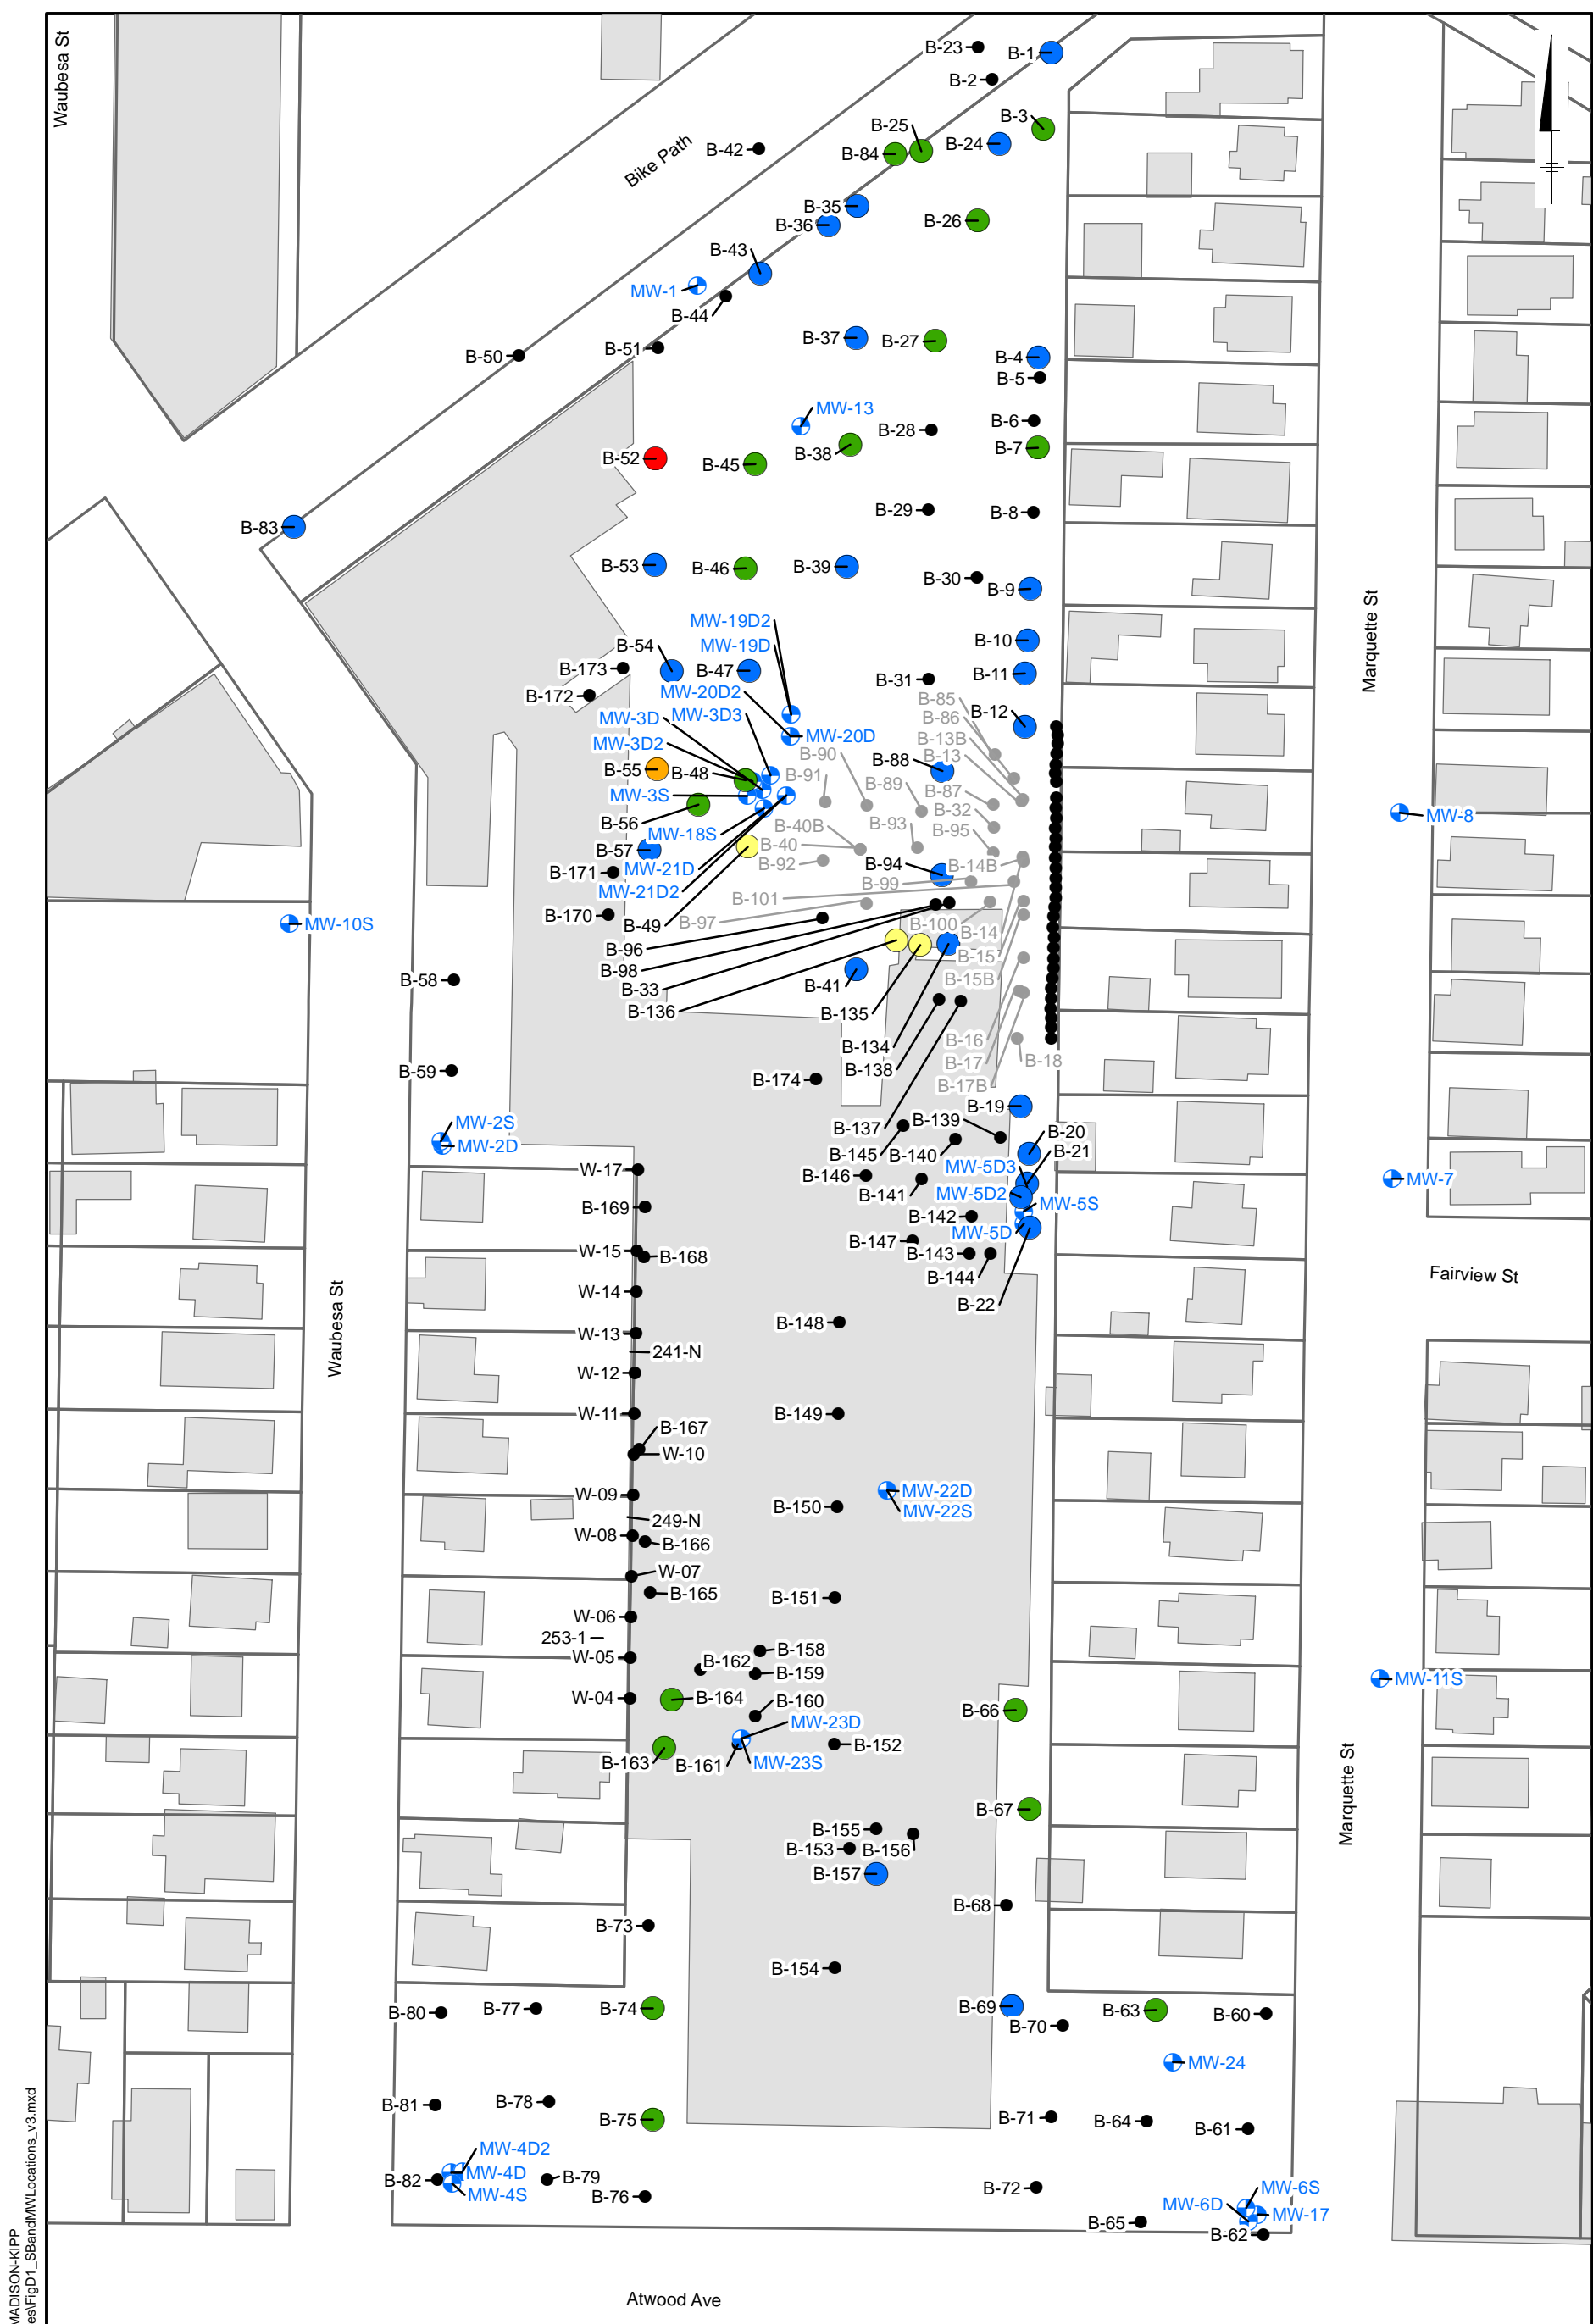 Waubesa St
B-23
B-1
B-2
B-3
B-25
B-24
B-84
B-42
Bike Path
B-35
B-36
B-26
B-43
MW-1
B-44
B-37
B-27
B-51
B-50
B-4
B-5
MW-13
B-6
B-28
B-7
B-38
B-52
B-45
B-29
B-8
B-83
B-53
B-46
B-39
B-30
B-9
Marquette St
MW-19D2
B-10
B-54
MW-19D
B-173
B-47
B-11
B-31
MW-20D2
B-172
B-85
B-12
MW-3D
MW-3D3
B-86
MW-20D
B-13B
MW-3D2
B-90
B-13
B-88
B-55
B-48
B-91
B-89
B-87
MW-3S
B-32
MW-8
B-56
B-40B
B-93
MW-18S
B-95
B-40
B-57
B-92
B-94
B-14B
B-171
MW-21D
B-99
MW-21D2
B-101
B-170
B-49
B-97
B-100
B-14
MW-10S
B-96
B-15
B-98
B-15B
B-58
B-33
B-41
B-136
B-135
B-16
B-134
B-17
B-18
B-138
B-59
B-174
B-17B
B-19
MW-2S
B-139
B-137
B-20
MW-2D
B-145
B-140
B-21
W-17
MW-5D3
B-146
MW-7
B-141
MW-5D2
MW-5S
B-169
B-142
MW-5D
B-147
W-15
B-168
B-143
B-144
Fairview St
W-14
B-22
Waubesa St
B-148
W-13
241-N
W-12
W-11
B-149
B-167
W-10
W-09
MW-22D
B-150
MW-22S
249-N
W-08
B-166
W-07
B-165
B-151
W-06
253-1
W-05
B-158
B-162
B-159
MW-11S
W-04
B-164
B-160
B-66
MW-23D
B-152
B-163
B-161
MW-23S
Marquette St
B-67
B-155
B-153
B-156
B-157
B-68
B-73
B-154
B-80
B-77
B-74
B-69
B-63
B-60
B-70
MW-24
B-81
B-78
B-75
B-71
B-64
B-61
MW-4D2
B-82
MW-4D
B-79
MW-4S
B-76
B-72
MW-6S
MW-6D
MW-17
B-65
B-62
Atwood Ave
MADISON-KIPP
es\FigD1_SBandMWLocations_v3.mxd